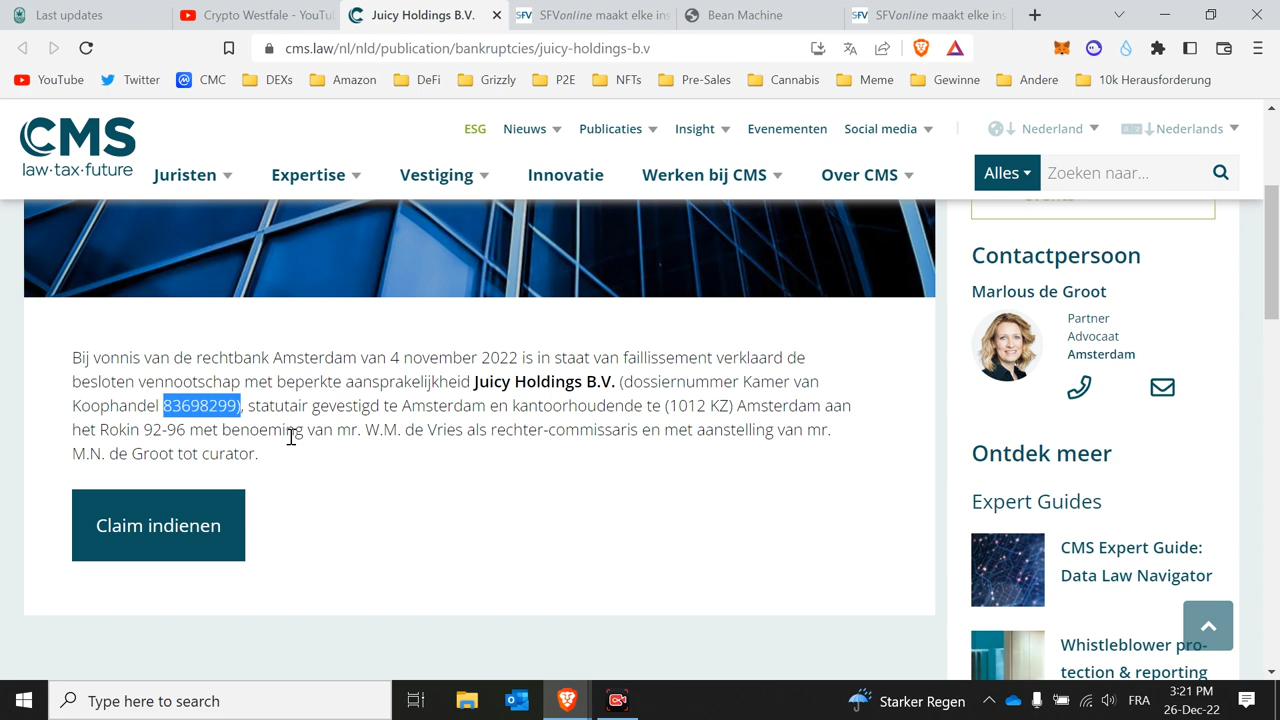 Last updates
Crypto Westfale - YouTu
Juicy Holdings B.V.
SFVonline maakt elke ins
Bean Machine
SFVonline maakt elke ins
cms.law/nl/nld/publication/bankruptcies/juicy-holdings-b.v
YouTube
Twitter
CMC
DEXs
Amazon
DeFi
Grizzly
P2E
NFTs
Pre-Sales
Cannabis
Meme
Gewinne
Andere
10k Herausforderung
CMS
law·tax·future
ESG
Nieuws
Publicaties
Insight
Evenementen
Social media
Nederland
Nederlands
Juristen
Expertise
Vestiging
Innovatie
Werken bij CMS
Over CMS
Alles
Zoeken naar...
Bij vonnis van de rechtbank Amsterdam van 4 november 2022 is in staat van faillissement verklaard de
besloten vennootschap met beperkte aansprakelijkheid Juicy Holdings B.V. (dossiernummer Kamer van
Koophandel 83698299), statutair gevestigd te Amsterdam en kantoorhoudende te (1012 KZ) Amsterdam aan
het Rokin 92-96 met benoeming van mr. W.M. de Vries als rechter-commissaris en met aanstelling van mr.
M.N. de Groot tot curator.
Claim indienen
Contactpersoon
Marlous de Groot
Partner
Advocaat
Amsterdam
Ontdek meer
Expert Guides
CMS Expert Guide:
Data Law Navigator
Whistleblower pro-
tection & reporting
Type here to search
Starker Regen
FRA
3:21 PM
26-Dec-22